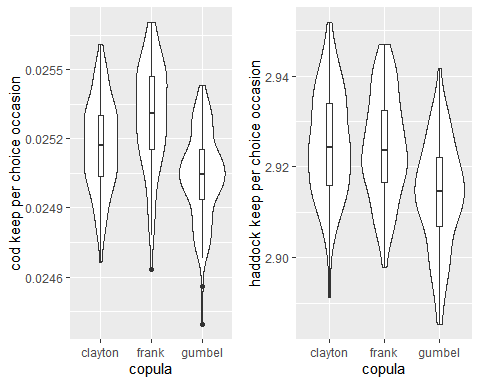 cod keep per choice occasion
0.0255
0.0252
0.0249
0.0246
clayton frank gumbel
copula
haddock keep per choice occasion
2.94
2.92
2.90
clayton frank gumbel
copula